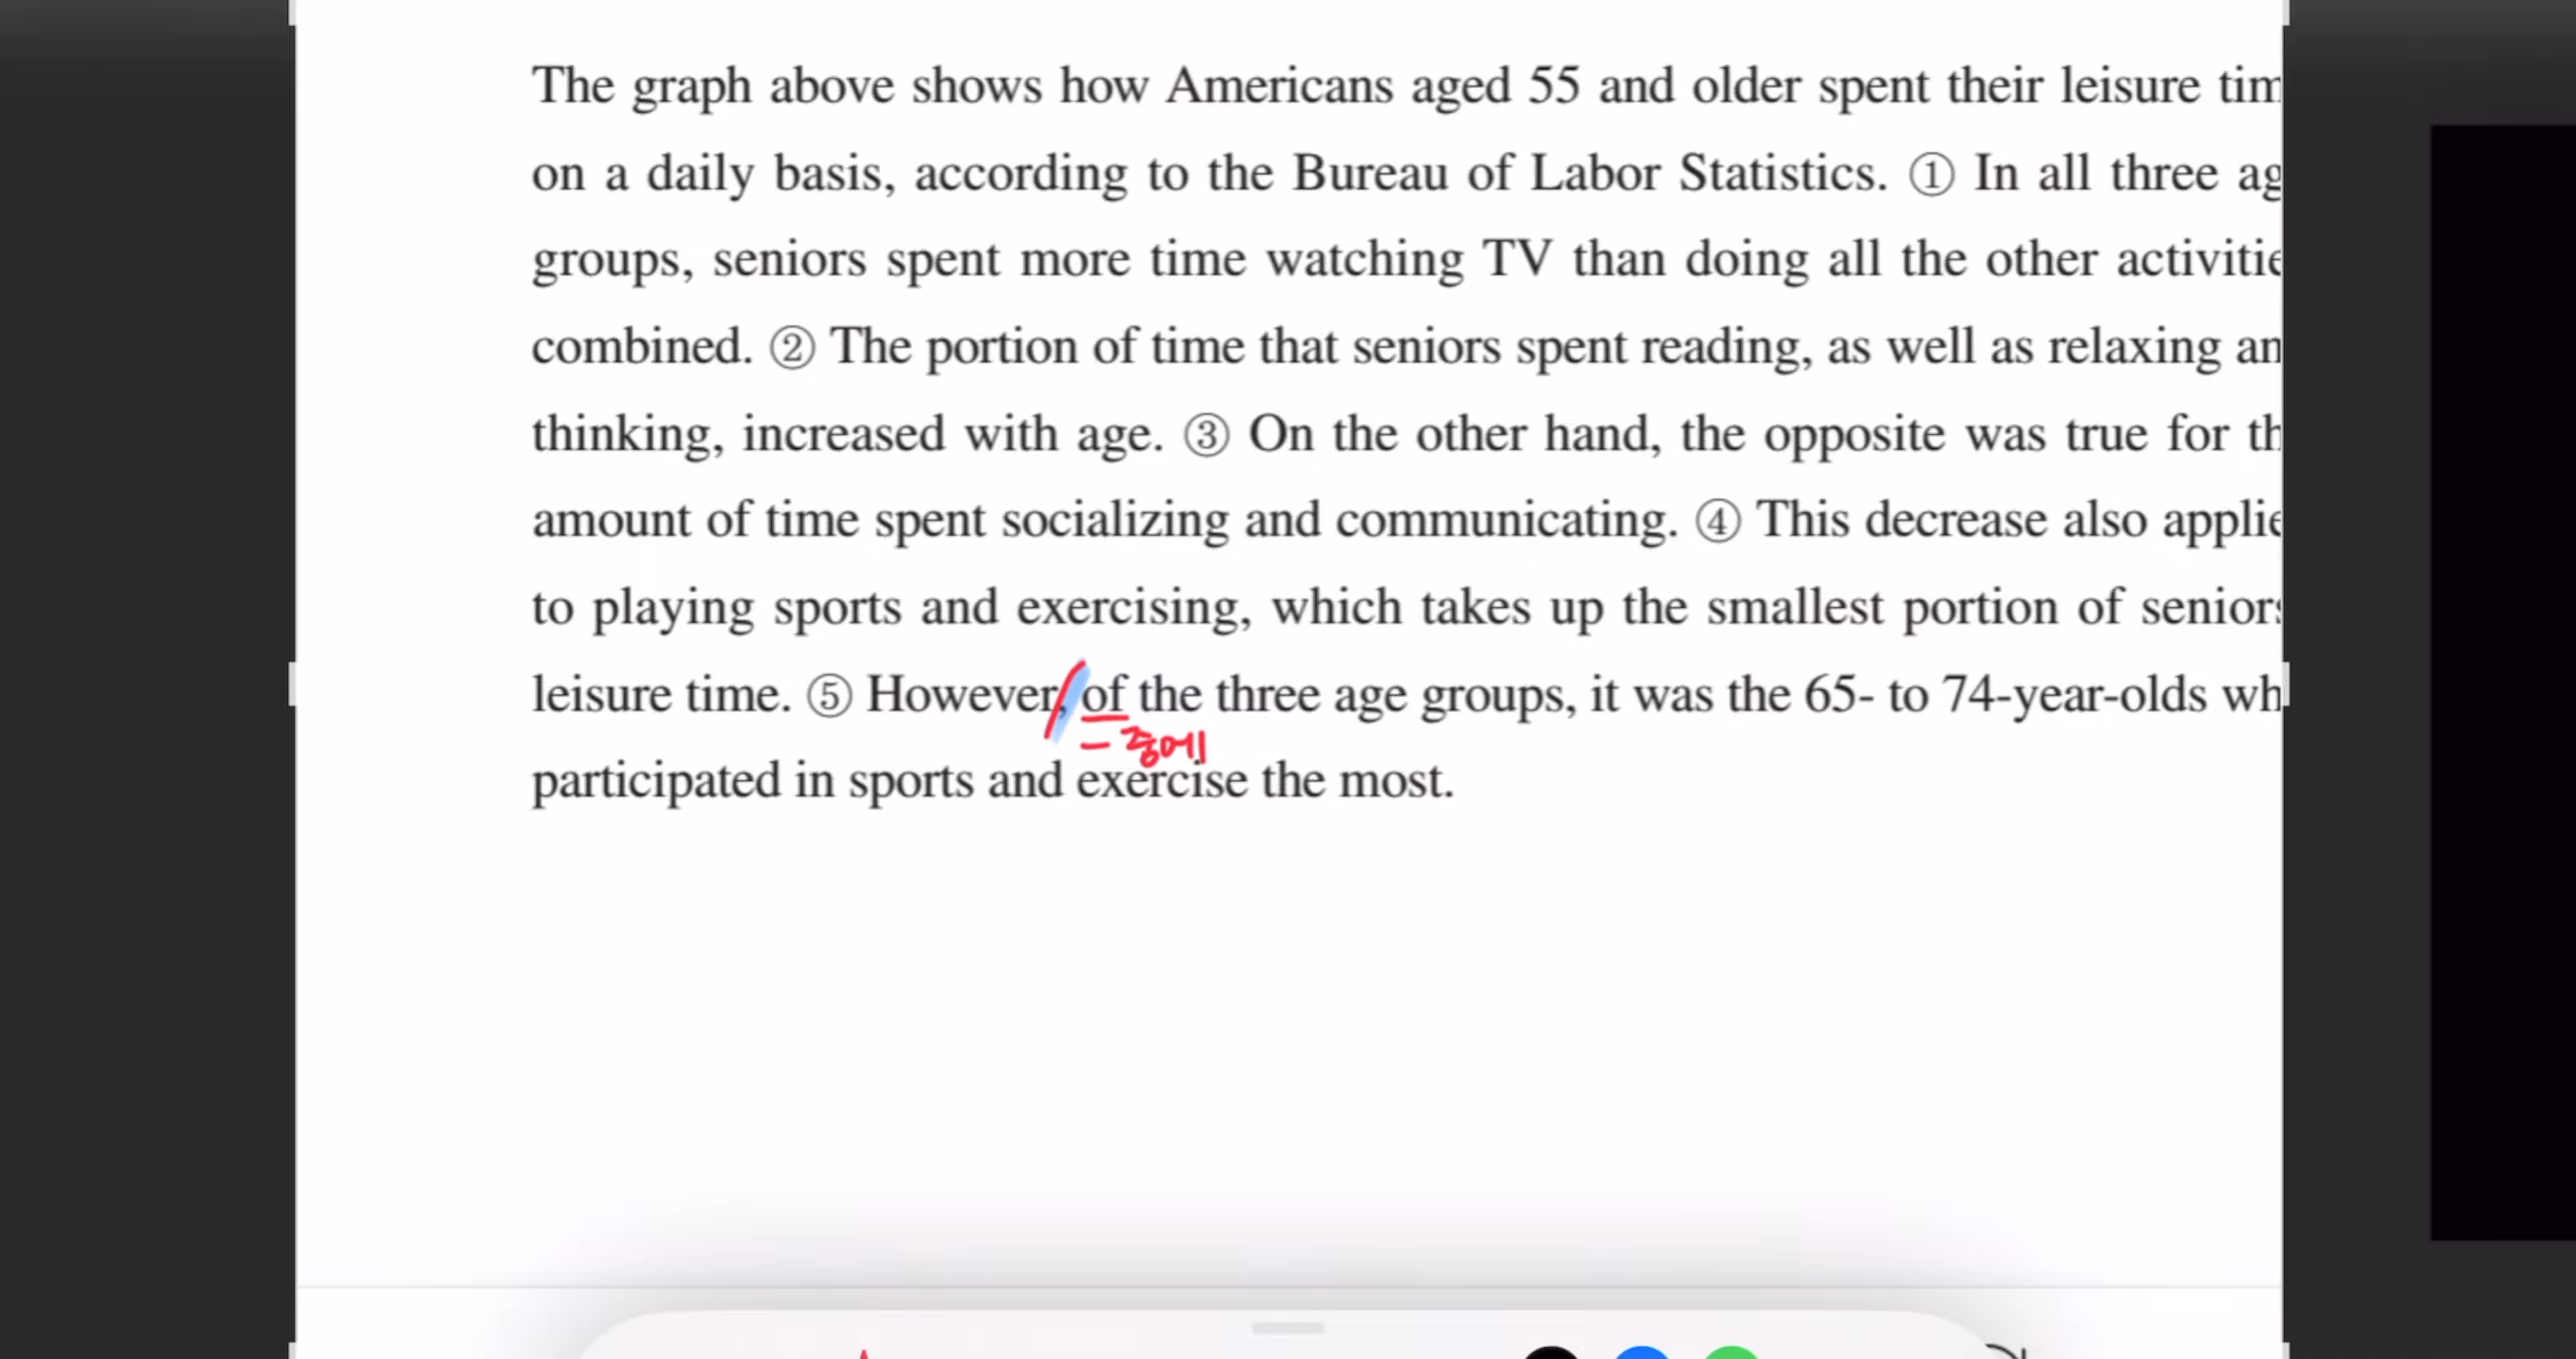 The graph above shows how Americans aged 55 and older spent their leisure tim
on a daily basis, according to the Bureau of Labor Statistics. ① In all three ag
groups, seniors spent more time watching TV than doing all the other activitie
combined. ② The portion of time that seniors spent reading, as well as relaxing an
thinking, increased with age. ③ On the other hand, the opposite was true for th
amount of time spent socializing and communicating. ④ This decrease also applie
to playing sports and exercising, which takes up the smallest portion of seniors
leisure time. ⑤ However, of the three age groups, it was the 65- to 74-year-olds wh
중에
participated in sports and exercise the most.